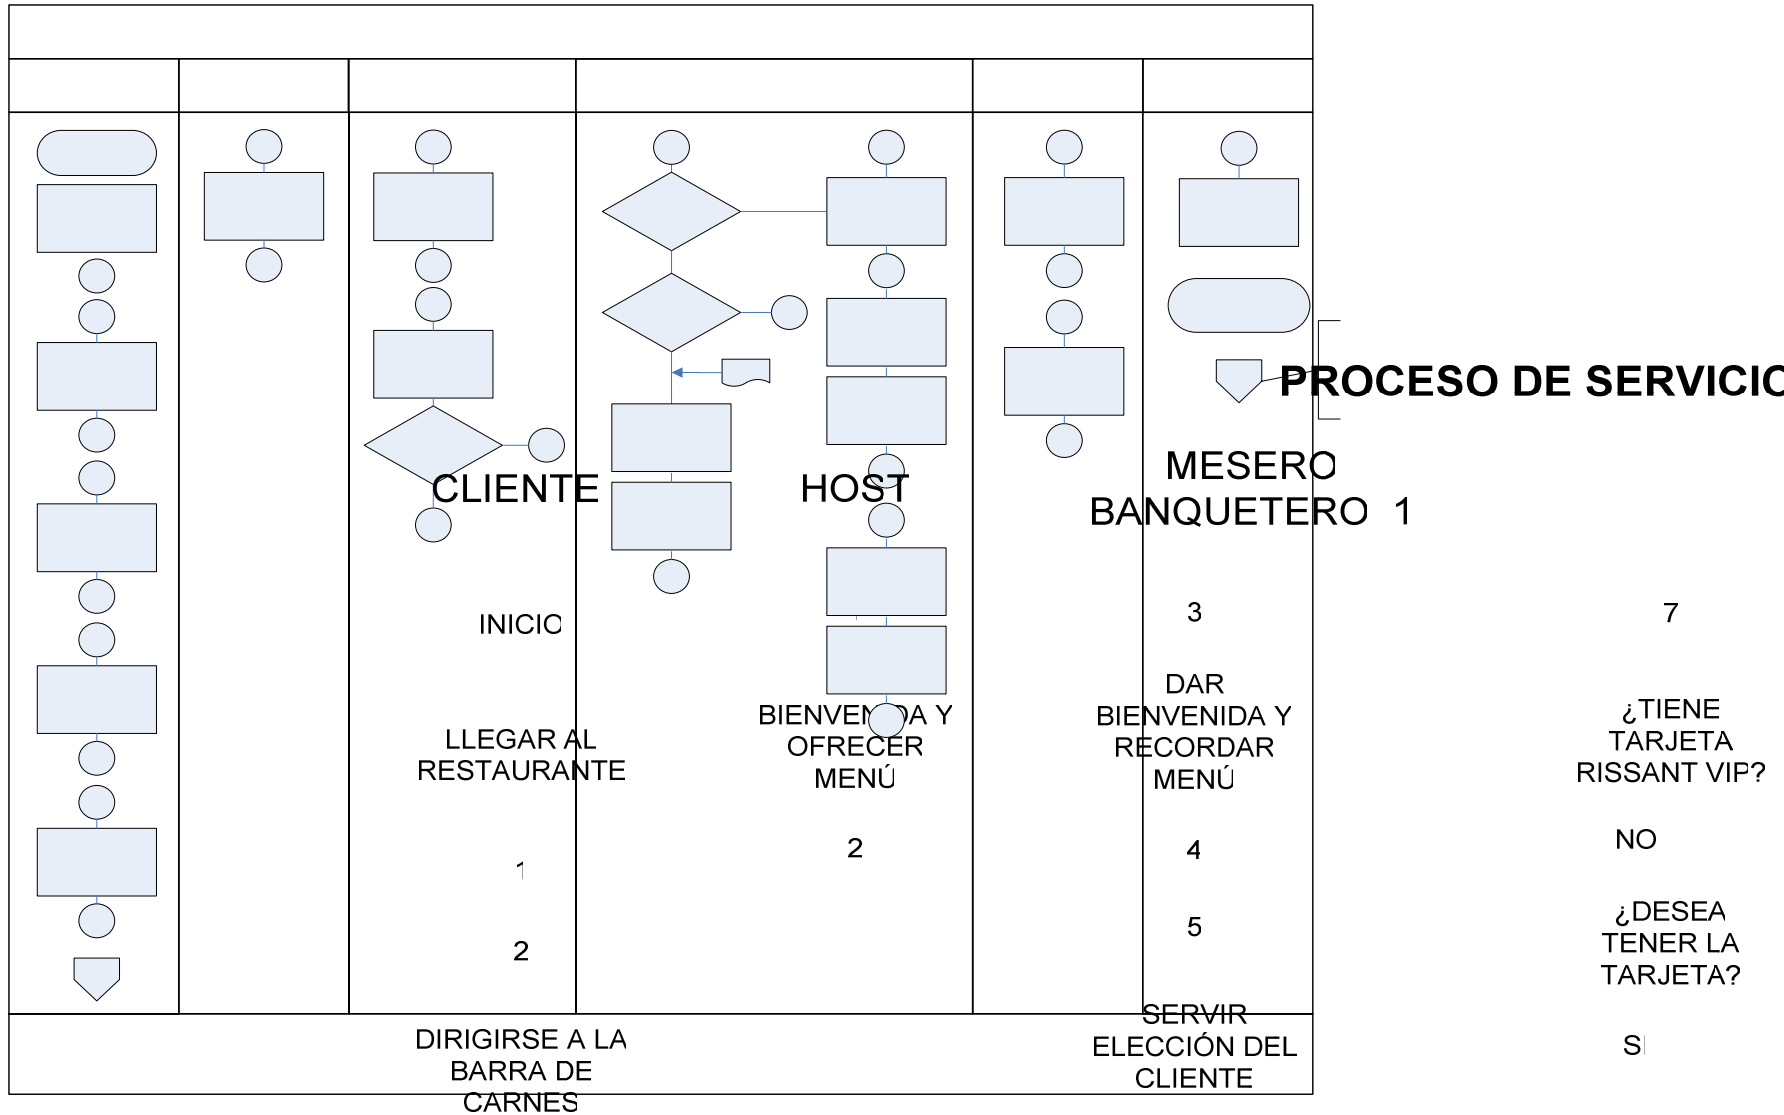 PROCESO DE SERVICIO
CLIENTE
HOST
MESERO
BANQUETERO 1
INICIO
3
7
LLEGAR AL
RESTAURANTE
BIENVENIDA Y
OFRECER
MENÚ
DAR
BIENVENIDA Y
RECORDAR
MENÚ
¿TIENE
TARJETA
RISSANT VIP?
1
2
4
NO
2
5
¿DESEA
TENER LA
TARJETA?
DIRIGIRSE A LA
BARRA DE
CARNES
SERVIR
ELECCIÓN DEL
CLIENTE
SI